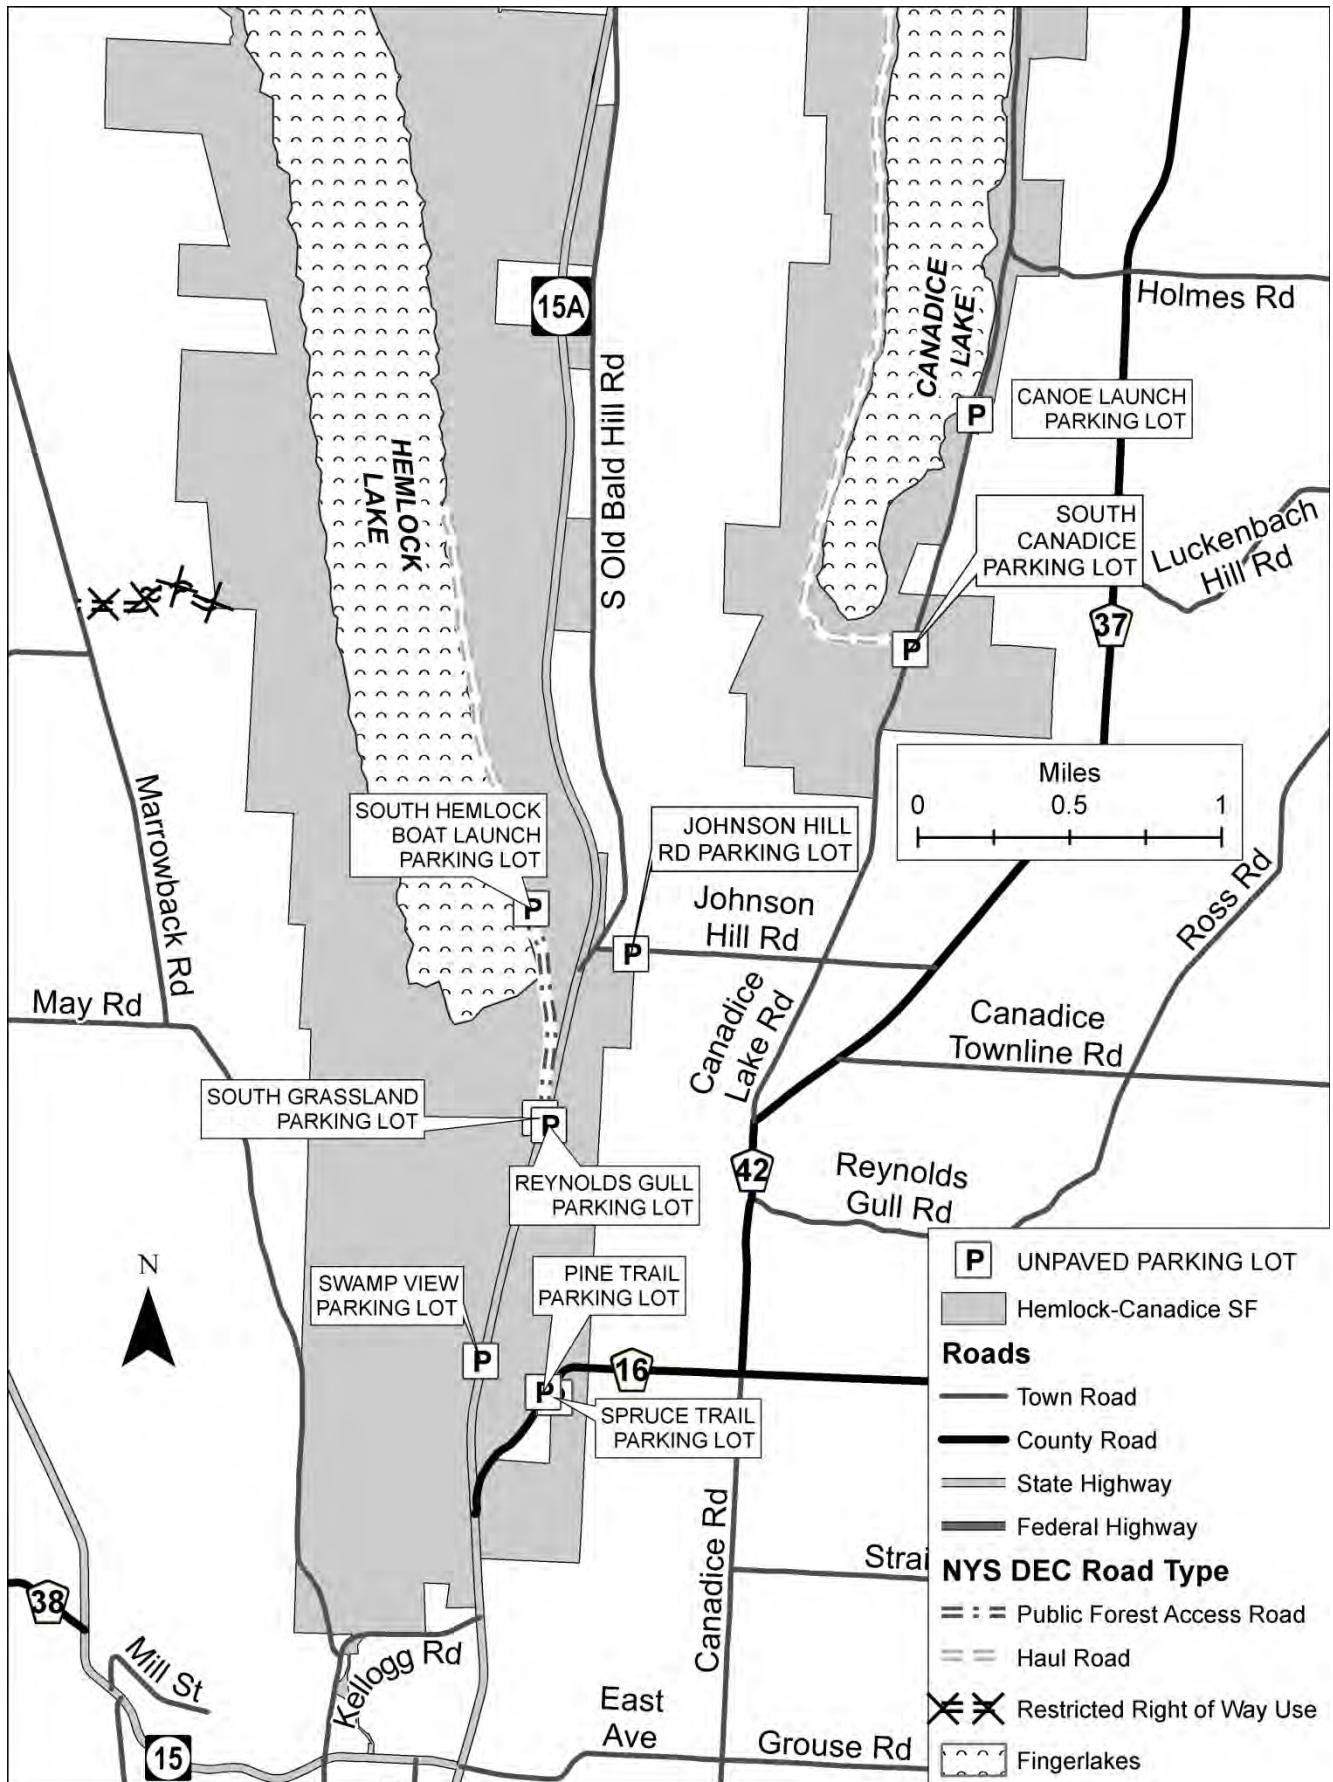 15A
HEMLOCK
LAKE
S Old Bald Hill Rd
CANADICE
LAKE
Holmes Rd
CANOE LAUNCH
PARKING LOT
P
SOUTH
CANADICE
PARKING LOT
Luckenbach
Hill Rd
37
P
Miles
0 0.5 1
Marrowback Rd
SOUTH HEMLOCK
BOAT LAUNCH
PARKING LOT
P
JOHNSON HILL
RD PARKING LOT
P
Johnson
Hill Rd
Ross Rd
May Rd
Canadice
Lake Rd
Canadice
Townline Rd
SOUTH GRASSLAND
PARKING LOT
P
REYNOLDS GULL
PARKING LOT
42
Reynolds
Gull Rd
N
SWAMP VIEW
PARKING LOT
P
PINE TRAIL
PARKING LOT
P
16
SPRUCE TRAIL
PARKING LOT
Canadice Rd
Strai
38
Mill St
Kellogg Rd
15
East
Ave
Grouse Rd
P UNPAVED PARKING LOT
Hemlock-Canadice SF
Roads
Town Road
County Road
State Highway
Federal Highway
NYS DEC Road Type
Public Forest Access Road
Haul Road
Restricted Right of Way Use
Fingerlakes